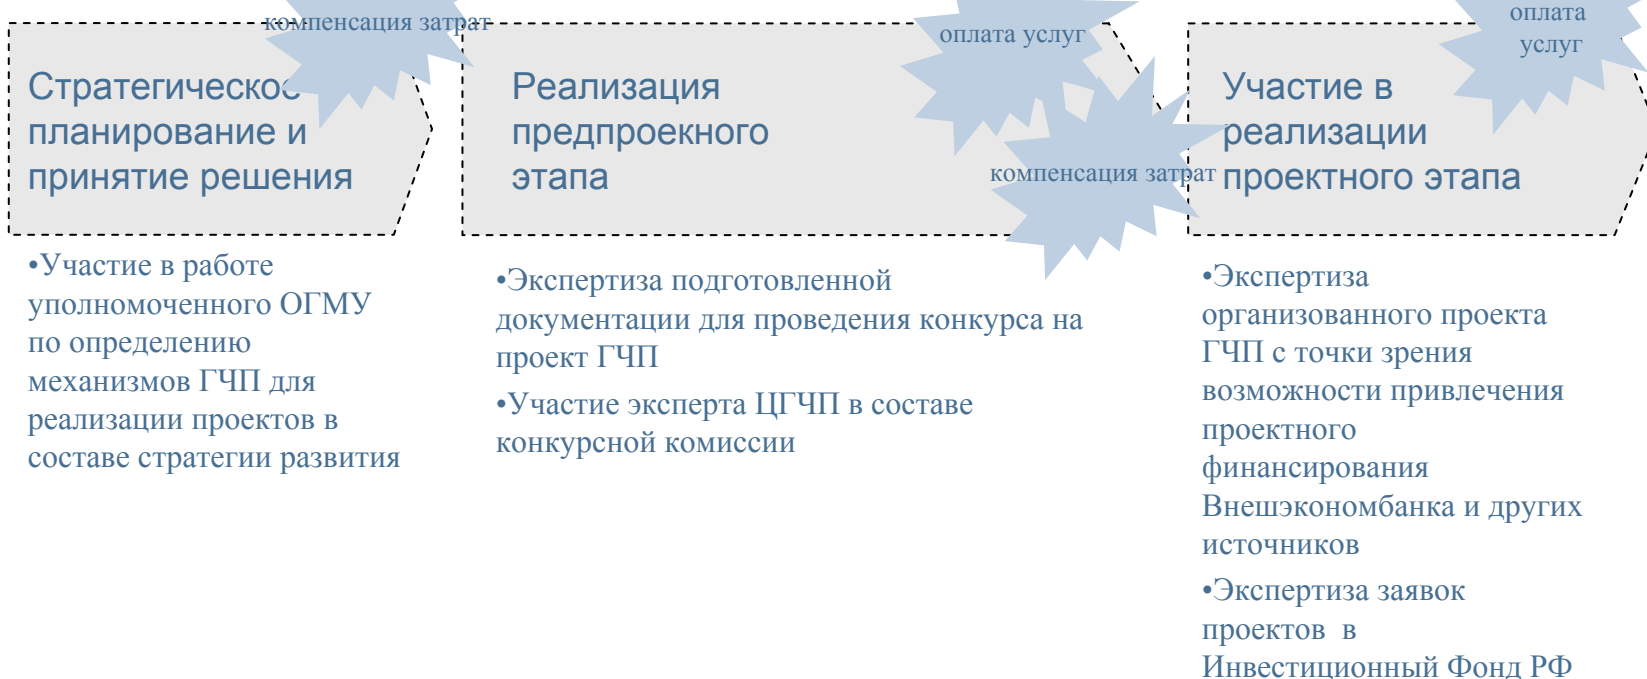 компенсация затрат
Стратегическое
планирование и
принятие решения
•Участие в работе
уполномоченного ОГМУ
по определению
механизмов ГЧП для
реализации проектов в
составе стратегии развития
оплата услуг
Реализация
предпроекного
этапа
компенсация затрат
•Экспертиза подготовленной
документации для проведения конкурса на
проект ГЧП
•Участие эксперта ЦГЧП в составе
конкурсной комиссии
оплата
услуг
Участие в
реализации
проектного этапа
•Экспертиза
организованного проекта
ГЧП с точки зрения
возможности привлечения
проектного
финансирования
Внешэкономбанка и других
источников
•Экспертиза заявок
проектов в
Инвестиционный Фонд РФ